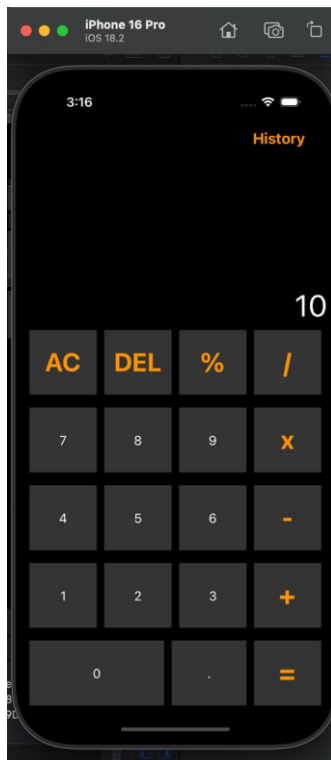 iPhone 16 Pro
iOS 18.2
3:16
History
10
AC DEL % /
7 8 9 x
4 5 6 -
1 2 3 +
0 . =